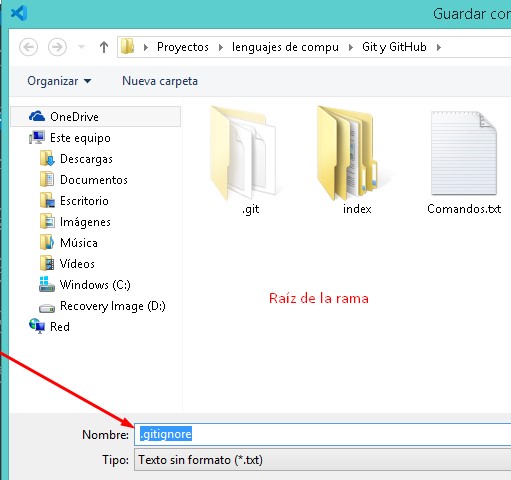 Guardar con
Proyectos ▸ lenguajes de compu ▸ Git y GitHub ▸
Organizar Nueva carpeta
OneDrive
Este equipo
Descargas
Documentos
Escritorio
Imágenes
Música
Vídeos
Windows (C:)
Recovery Image (D:)
Red
.git
index
Comandos.txt
Raíz de la rama
Nombre: .gitignore
Tipo: Texto sin formato (*.txt)